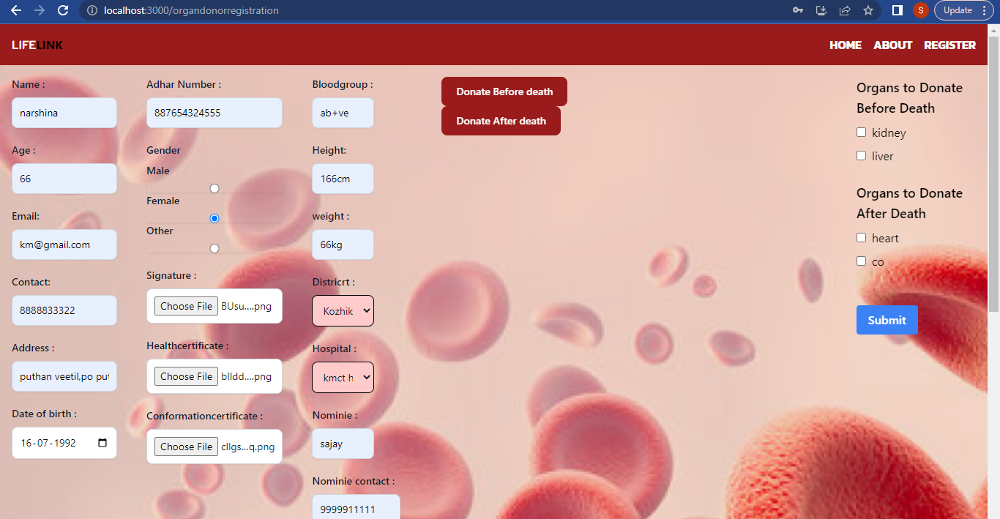 localhost:3000/organdonorregistration
S
Update
LIFELINK
HOME ABOUT REGISTER
Name :
narshina
Age :
66
Email:
km@gmail.com
Contact:
8888833322
Address :
puthan veetil,po put
Date of birth :
16-07-1992
Adhar Number :
887654324555
Gender
Male
Female
Other
Signature :
Choose File BUsu....png
Healthcertificate :
Choose File blldd....png
Conformationcertificate :
Choose File cllgs...q.png
Bloodgroup :
ab+ve
Height:
166cm
weight :
66kg
Districrt :
Kozhik
Hospital :
kmct h
Nominie :
sajay
Nominie contact :
9999911111
Donate Before death
Donate After death
Organs to Donate
Before Death
kidney
liver
Organs to Donate
After Death
heart
co
Submit